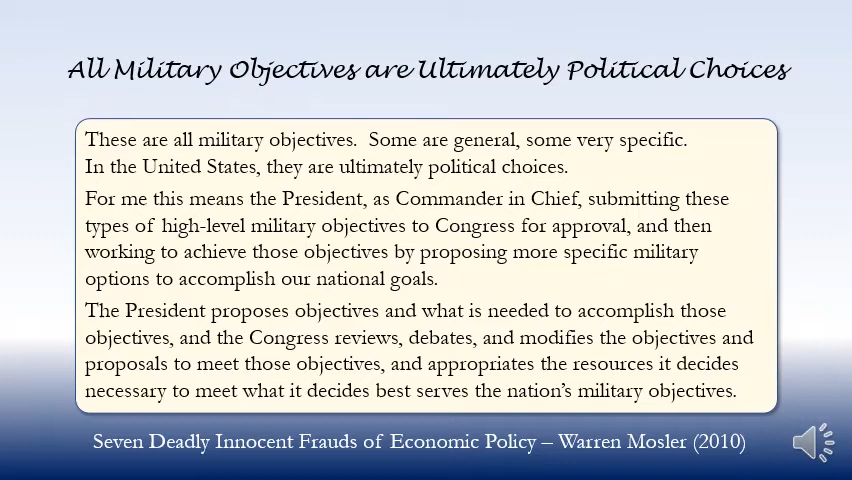 All Military Objectives are Ultimately Political Choices
These are all military objectives.  Some are general, some very specific.
In the United States, they are ultimately political choices.
For me this means the President, as Commander in Chief, submitting these
types of high-level military objectives to Congress for approval, and then
working to achieve those objectives by proposing more specific military
options to accomplish our national goals.
The President proposes objectives and what is needed to accomplish those
objectives, and the Congress reviews, debates, and modifies the objectives and
proposals to meet those objectives, and appropriates the resources it decides
necessary to meet what it decides best serves the nation’s military objectives.
Seven Deadly Innocent Frauds of Economic Policy – Warren Mosler (2010)